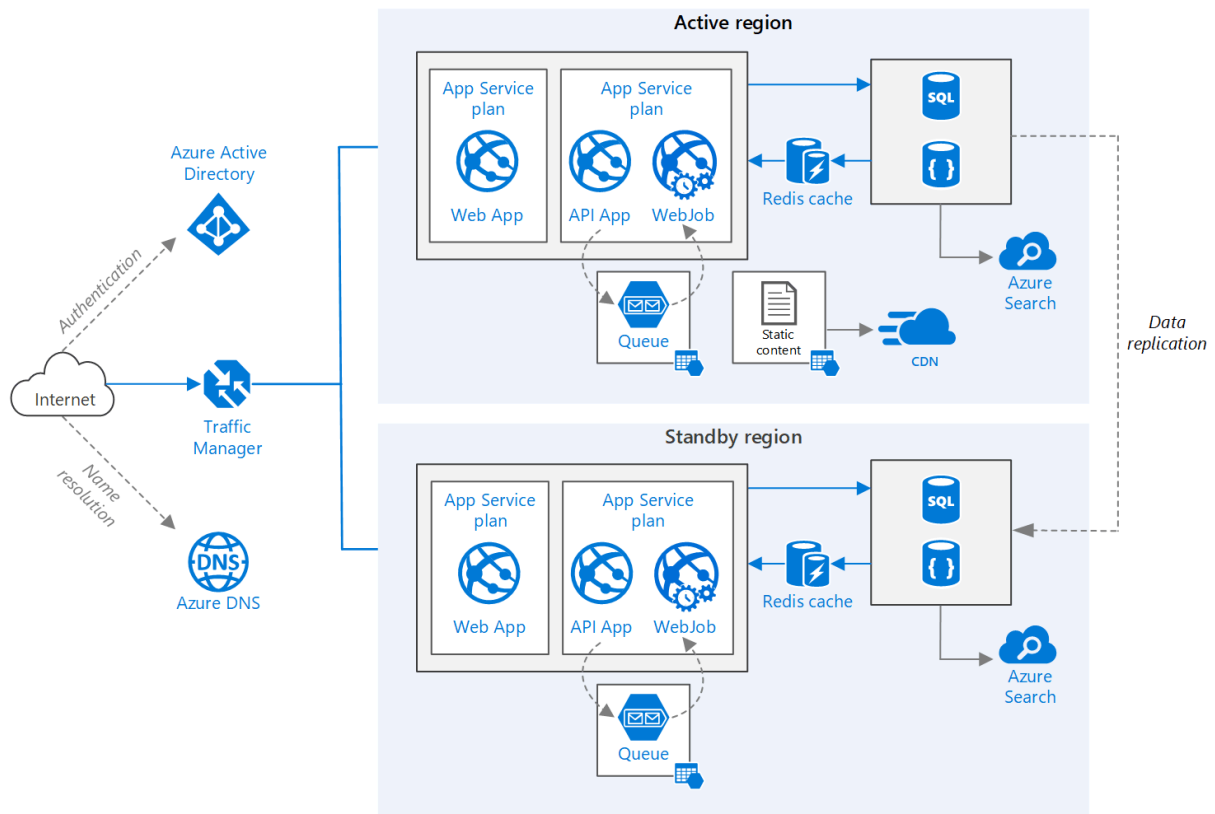 Active region
App Service
plan
Web App
App Service
plan
API App
WebJob
SQL
{ }
Redis cache
Azure
Search
Queue
Static
content
CDN
Azure Active
Directory
Authentication
Internet
Traffic
Manager
Name
resolution
DNS
Azure DNS
Data
replication
Standby region
App Service
plan
Web App
App Service
plan
API App
WebJob
SQL
{ }
Redis cache
Azure
Search
Queue